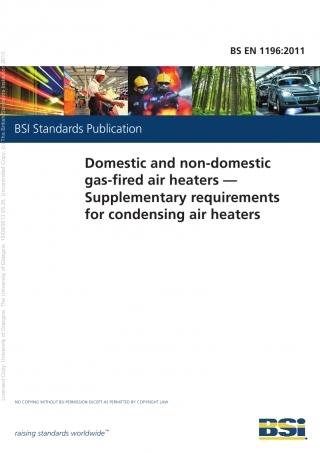 BS EN 1196:2011
BSI Standards Publication
Domestic and non-domestic
gas-fired air heaters —
Supplementary requirements
for condensing air heaters
NO COPYING WITHOUT BSI PERMISSION EXCEPT AS PERMITTED BY COPYRIGHT LAW
raising standards worldwide™
BSi